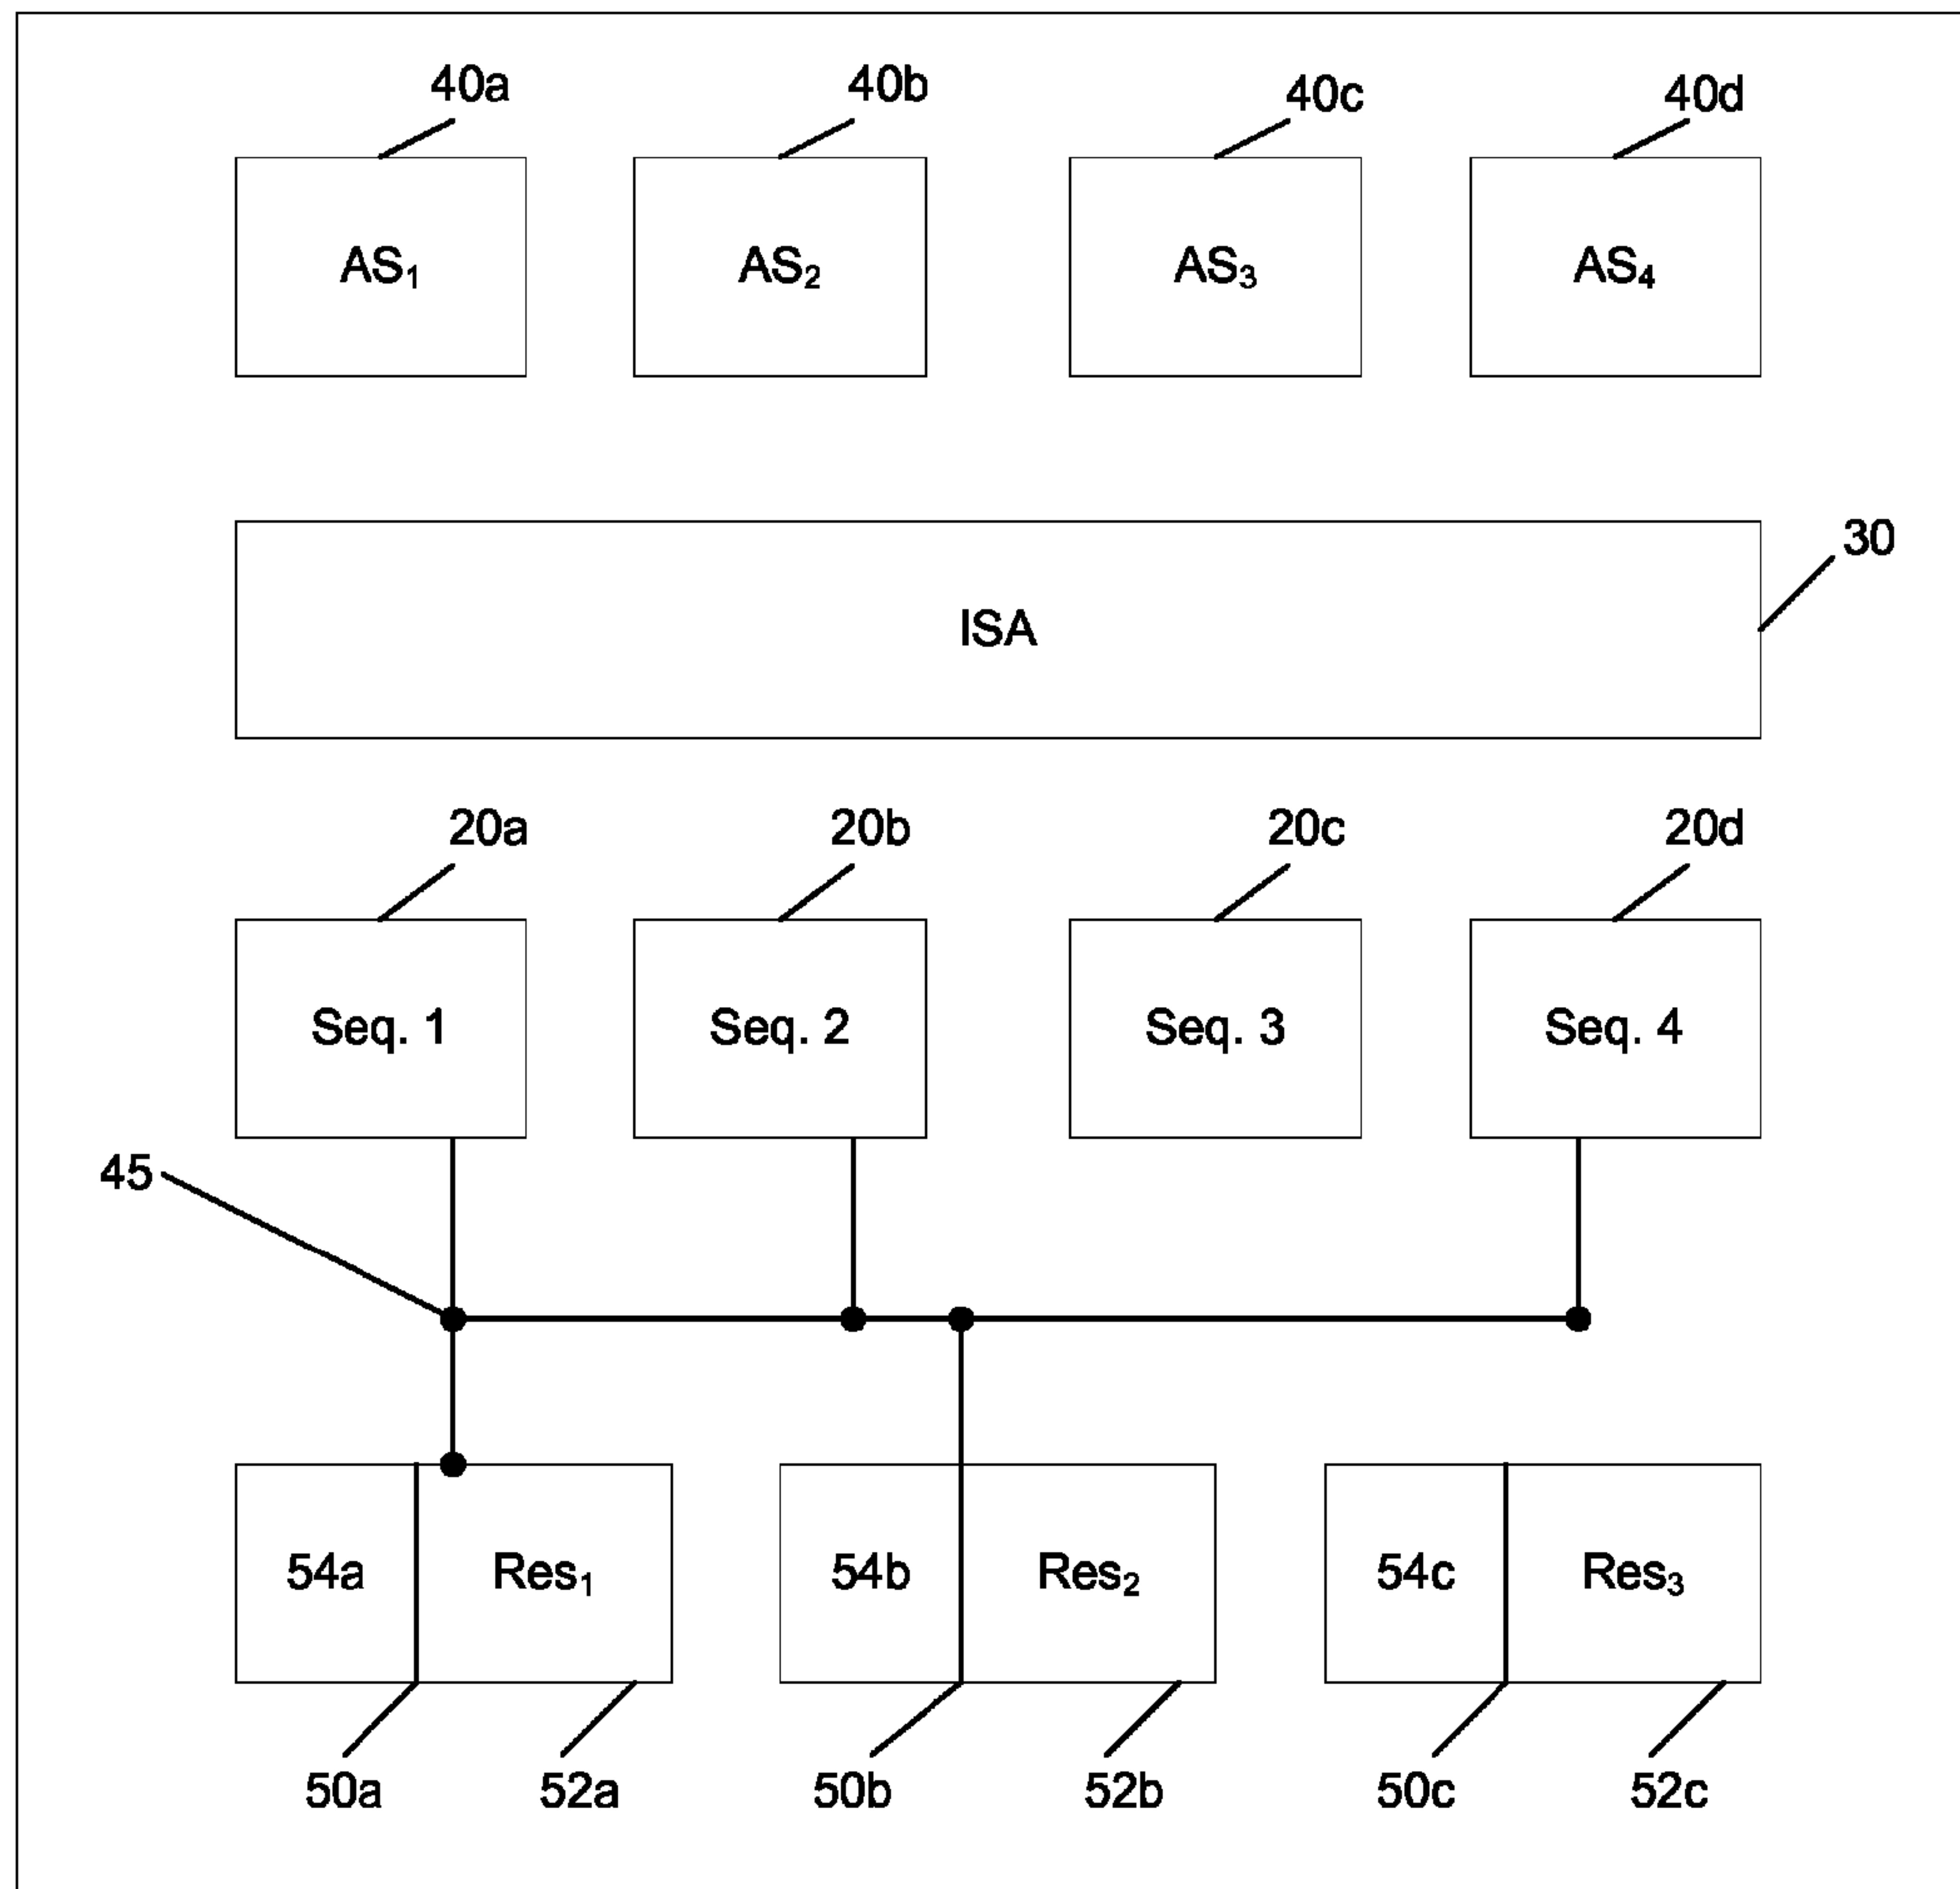 40a 40b 40c 40d
AS₁ AS₂ AS₃ AS₄
30
ISA
20a 20b 20c 20d
Seq. 1 Seq. 2 Seq. 3 Seq. 4
45
54a Res₁ 54b Res₂ 54c Res₃
50a 52a 50b 52b 50c 52c